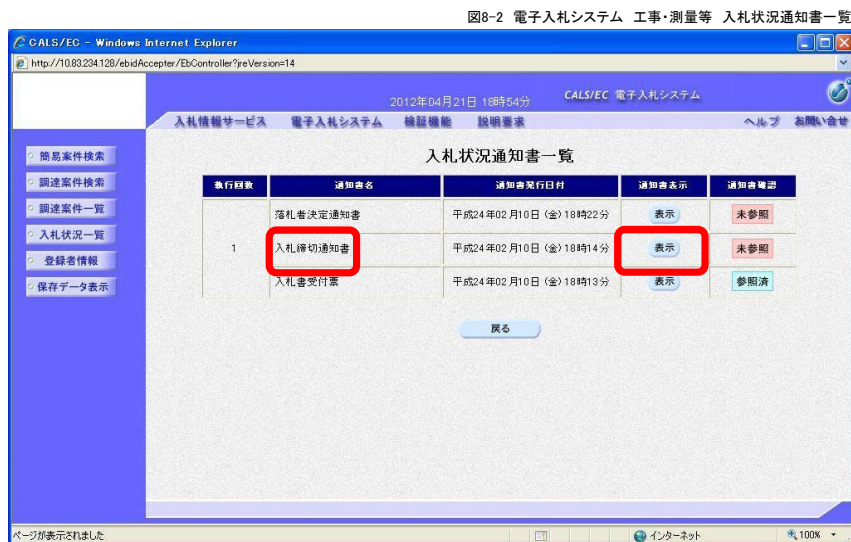 図8-2 電子入札システム 工事・測量等 入札状況通知書一覧
CALS/EC - Windows Internet Explorer
http://10.83.234.128/ebidAccepter/EbController?jreVersion=14
2012年04月21日 18時54分 CALS/EC 電子入札システム
入札情報サービス 電子入札システム 検証機能 説明要求 ヘルプ お問い合せ
簡易案件検索
調達案件検索
調達案件一覧
入札状況一覧
登録者情報
保存データ表示
入札状況通知書一覧
執行回数 通知書名 通知書発行日付 通知書表示 通知書確認
落札者決定通知書 平成24年02月10日 (金) 18時22分 表示 未参照
1 入札締切通知書 平成24年02月10日 (金) 18時14分 表示 未参照
入札書受付票 平成24年02月10日 (金) 18時13分 表示 参照済
戻る
ページが表示されました インターネット 100%